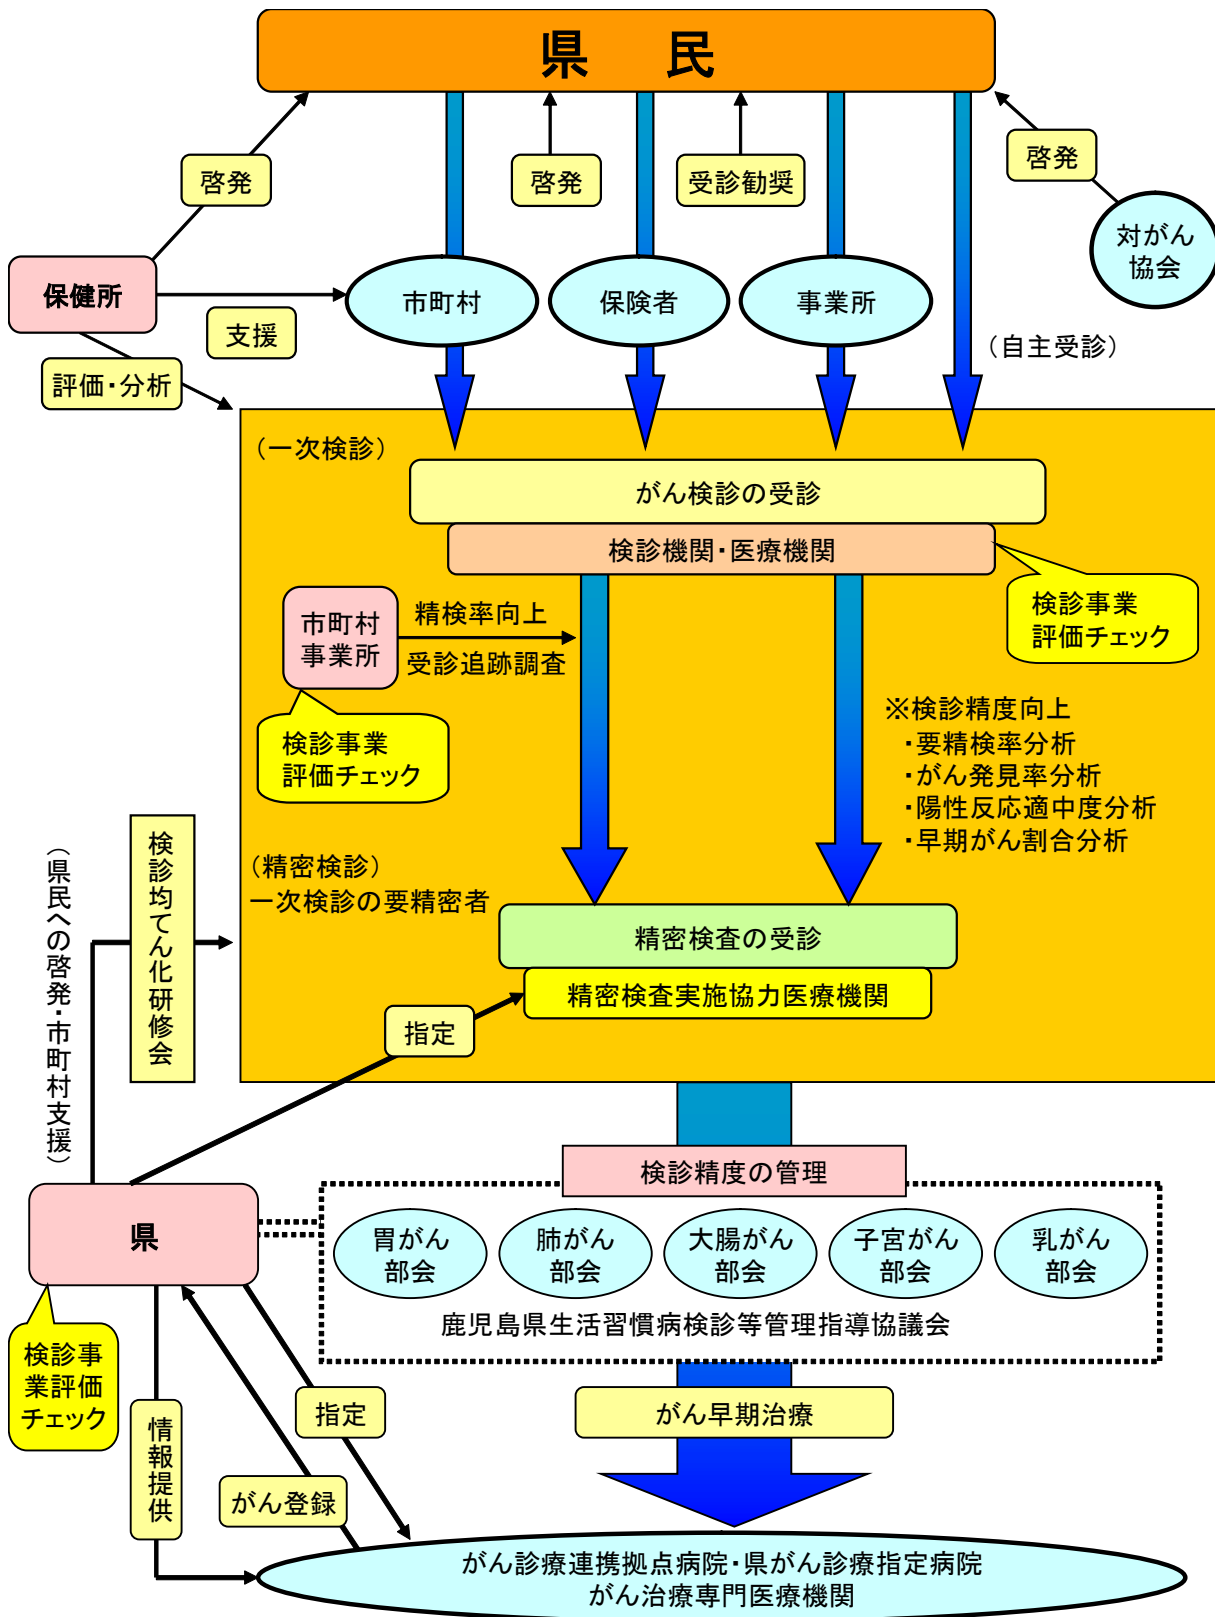 県 民
啓発
啓発
受診勧奨
啓発
対がん
協会
保健所
支援
評価・分析
市町村
保険者
事業所
（自主受診）
（一次検診）
がん検診の受診
検診機関・医療機関
検診事業
評価チェック
市町村
事業所
精検率向上
受診追跡調査
検診事業
評価チェック
※検診精度向上
・要精検率分析
・がん発見率分析
・陽性反応適中度分析
・早期がん割合分析
（精密検診）
一次検診の要精密者
精密検査の受診
精密検査実施協力医療機関
指定
検診均てん化研修会
（県民への啓発・市町村支援）
検診精度の管理
県
胃がん
部会
肺がん
部会
大腸がん
部会
子宮がん
部会
乳がん
部会
鹿児島県生活習慣病検診等管理指導協議会
検診事
業評価
チェック
情報提供
指定
がん登録
がん早期治療
がん診療連携拠点病院・県がん診療指定病院
がん治療専門医療機関